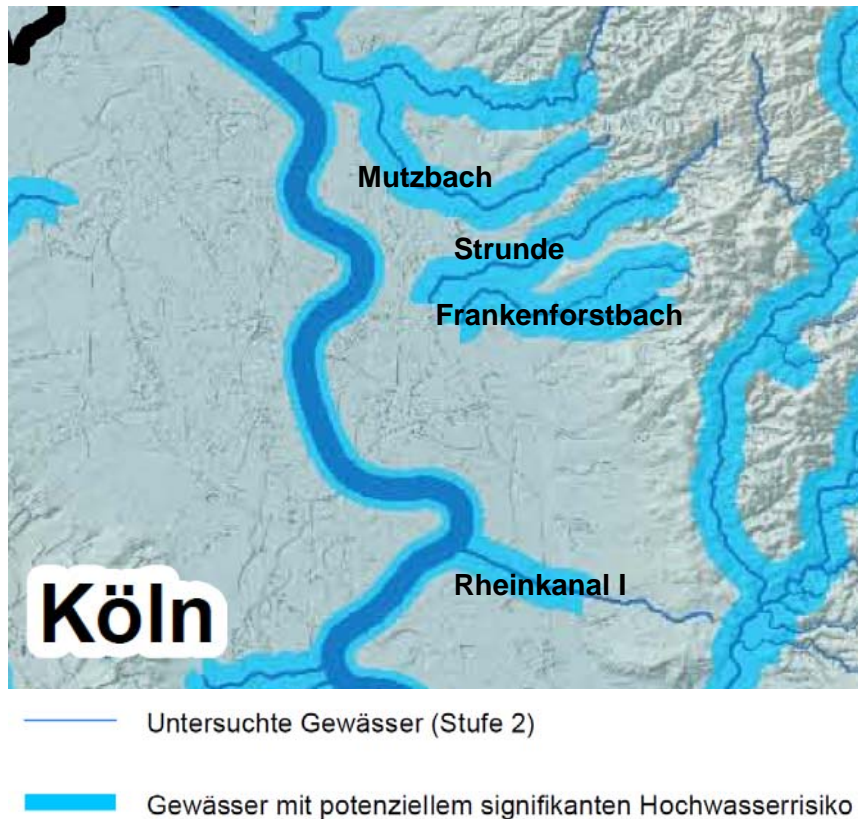 Mutzbach
Strunde
Frankenforstbach
Rheinkanal I
Köln
Untersuchte Gewässer (Stufe 2)
Gewässer mit potenziellem signifikanten Hochwasserrisiko